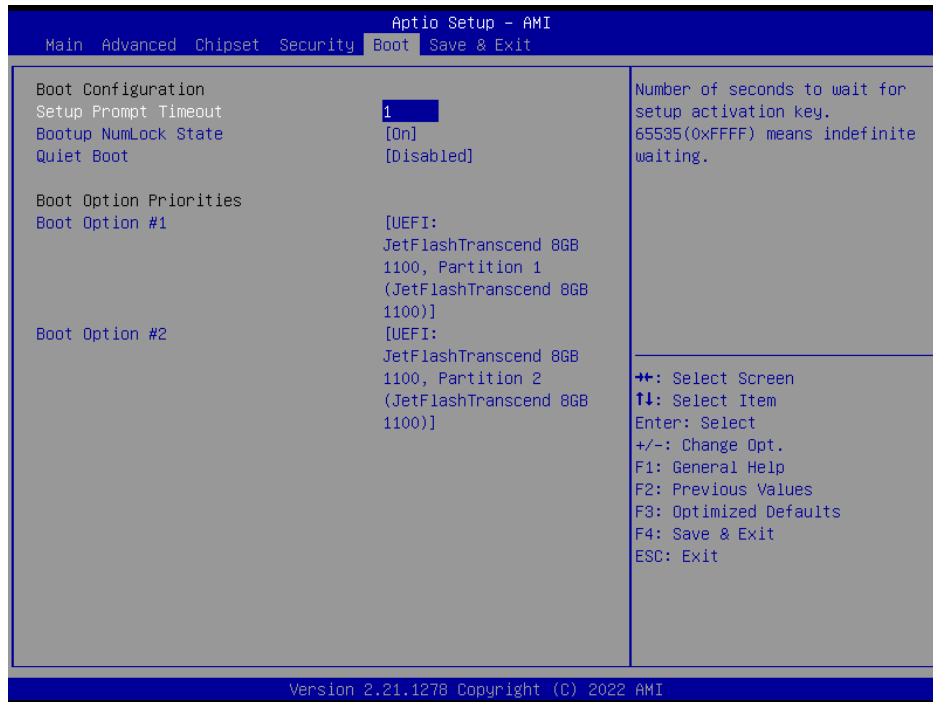 Aptio Setup – AMI
Main Advanced Chipset Security Boot Save & Exit
Boot Configuration
Setup Prompt Timeout 1
Bootup NumLock State [On]
Quiet Boot [Disabled]
Boot Option Priorities
Boot Option #1 [UEFI:
JetFlashTranscend 8GB
1100, Partition 1
(JetFlashTranscend 8GB
1100)]
Boot Option #2 [UEFI:
JetFlashTranscend 8GB
1100, Partition 2
(JetFlashTranscend 8GB
1100)]
Number of seconds to wait for
setup activation key.
65535(0xFFFF) means indefinite
waiting.
→←: Select Screen
↑↓: Select Item
Enter: Select
+/-: Change Opt.
F1: General Help
F2: Previous Values
F3: Optimized Defaults
F4: Save & Exit
ESC: Exit
Version 2.21.1278 Copyright (C) 2022 AMI